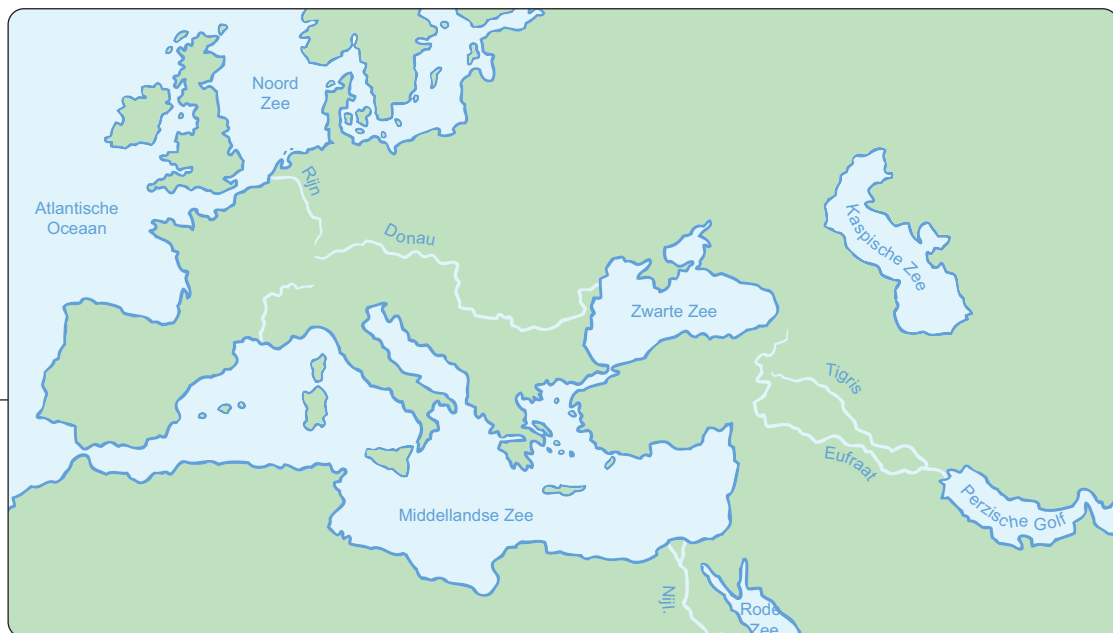 Noord
Zee
Rijn
Atlantische
Oceaan
Donau
Kaspische Zee
Zwarte Zee
Tigris
Eufraat
Middellandse Zee
Perzische Golf
Nijl.
Rode
Zee